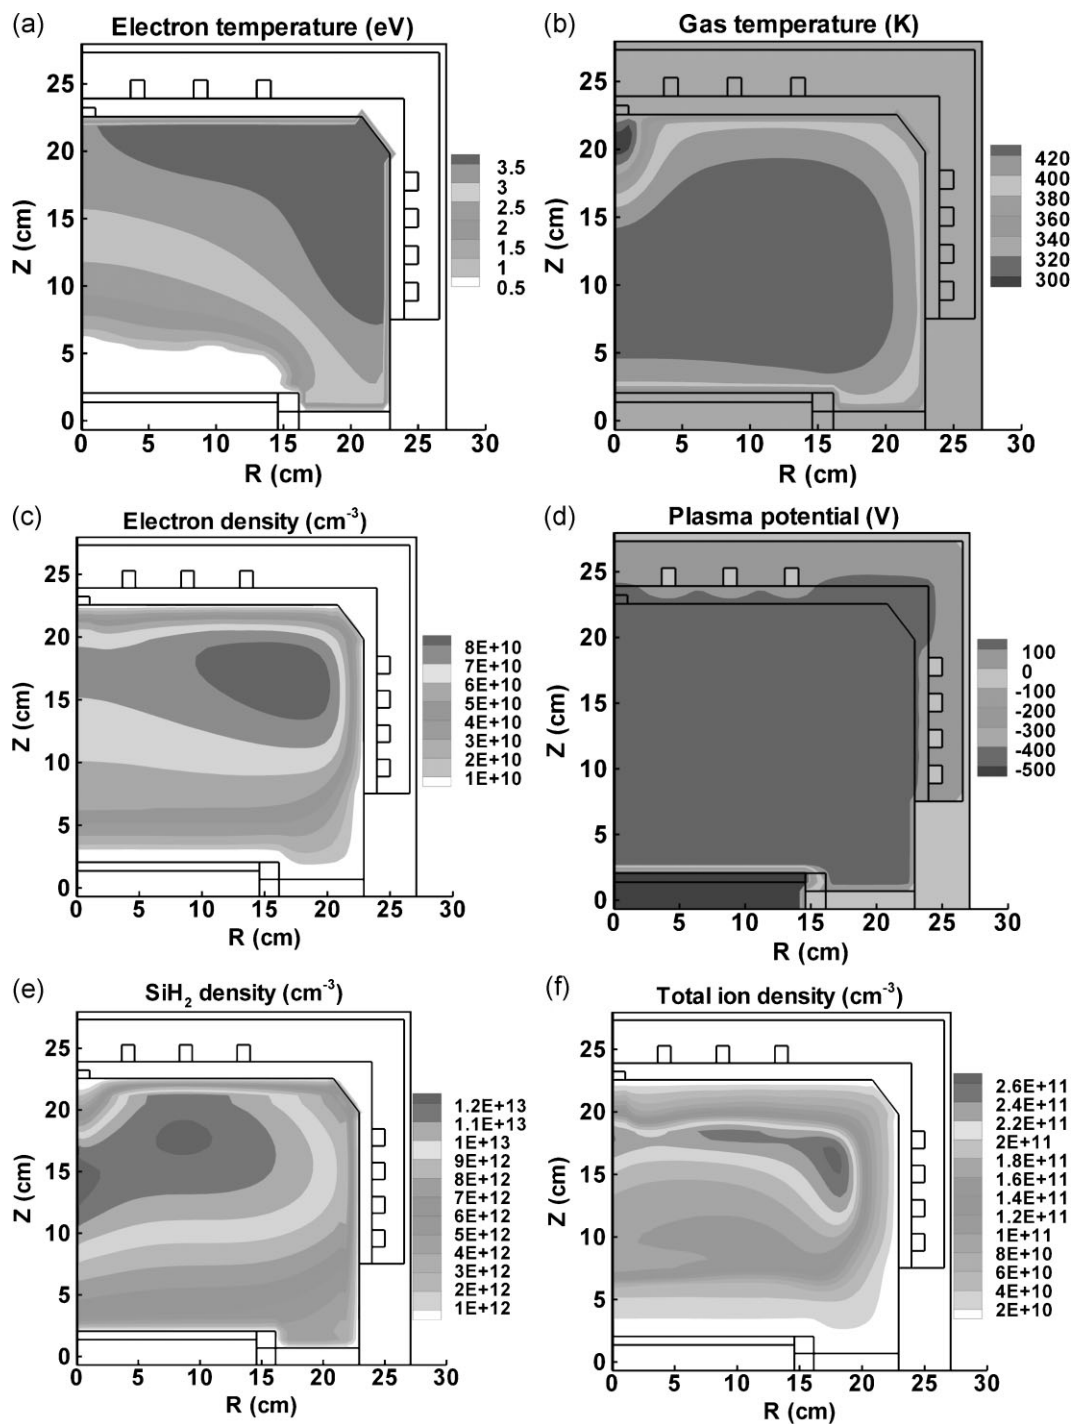 (a) Electron temperature (eV)
25
20
15
10
5
0
Z (cm)
0 5 10 15 20 25 30
R (cm)
3.5
3
2.5
2
1.5
1
0.5
(b) Gas temperature (K)
25
20
15
10
5
0
Z (cm)
0 5 10 15 20 25 30
R (cm)
420
400
380
360
340
320
300
(c) Electron density (cm⁻³)
25
20
15
10
5
0
Z (cm)
0 5 10 15 20 25 30
R (cm)
8E+10
7E+10
6E+10
5E+10
4E+10
3E+10
2E+10
1E+10
(d) Plasma potential (V)
25
20
15
10
5
0
Z (cm)
0 5 10 15 20 25 30
R (cm)
100
0
-100
-200
-300
-400
-500
(e) SiH₂ density (cm⁻³)
25
20
15
10
5
0
Z (cm)
0 5 10 15 20 25 30
R (cm)
1.2E+13
1.1E+13
1E+13
9E+12
8E+12
7E+12
6E+12
5E+12
4E+12
3E+12
2E+12
1E+12
(f) Total ion density (cm⁻³)
25
20
15
10
5
0
Z (cm)
0 5 10 15 20 25 30
R (cm)
2.6E+11
2.4E+11
2.2E+11
2E+11
1.8E+11
1.6E+11
1.4E+11
1.2E+11
1E+11
8E+10
6E+10
4E+10
2E+10